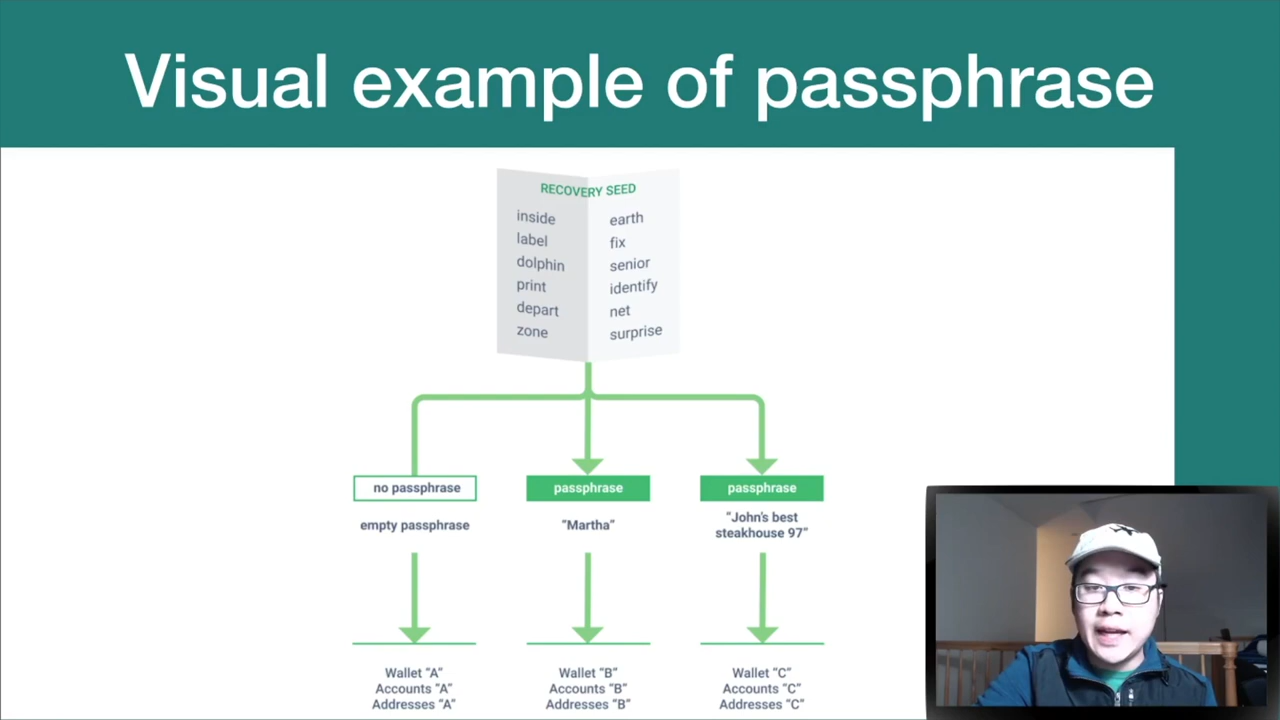 Visual example of passphrase
RECOVERY SEED
inside
label
dolphin
print
depart
zone
earth
fix
senior
identify
net
surprise
no passphrase
empty passphrase
passphrase
“Martha”
passphrase
“John’s best
steakhouse 97”
Wallet “A”
Accounts “A”
Addresses “A”
Wallet “B”
Accounts “B”
Addresses “B”
Wallet “C”
Accounts “C”
Addresses “C”